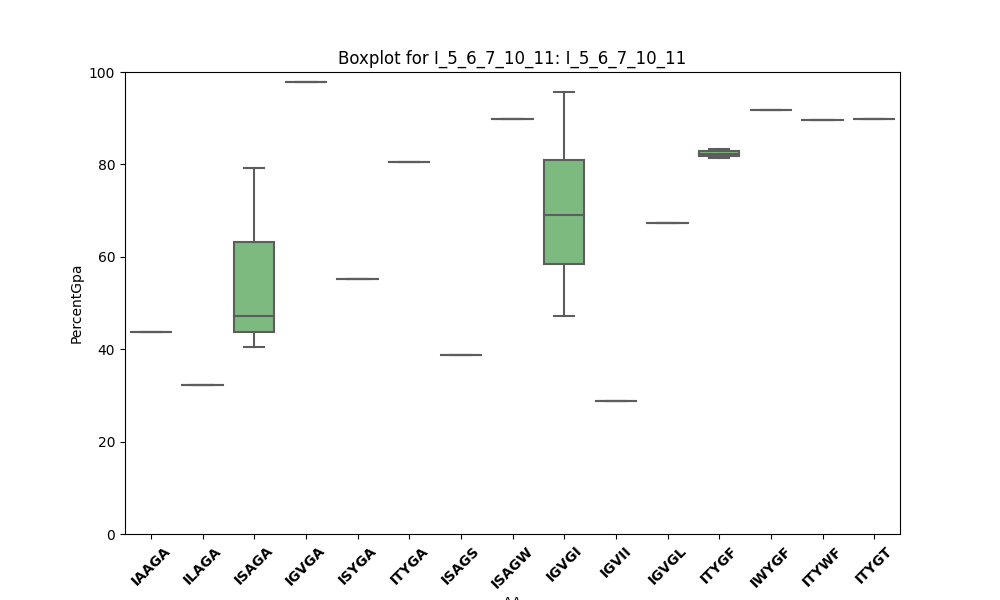 Boxplot for I_5_6_7_10_11: I_5_6_7_10_11
PercentGpa
100
80
60
40
20
0
IAAGA
ILAGA
ISAGA
IGVGA
ISYGA
ITYGA
ISAGS
ISAGW
IGVGI
IGVII
IGVGL
ITYGF
IWYGF
ITYWF
ITYGT